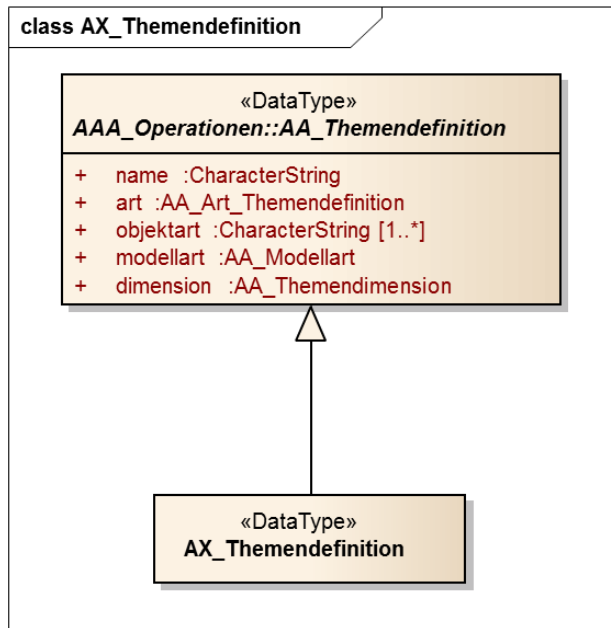 class AX_Themendefinition
«DataType»
AAA_Operationen::AA_Themendefinition
+ name :CharacterString
+ art :AA_Art_Themendefinition
+ objektart :CharacterString [1..*]
+ modellart :AA_Modellart
+ dimension :AA_Themendimension
«DataType»
AX_Themendefinition